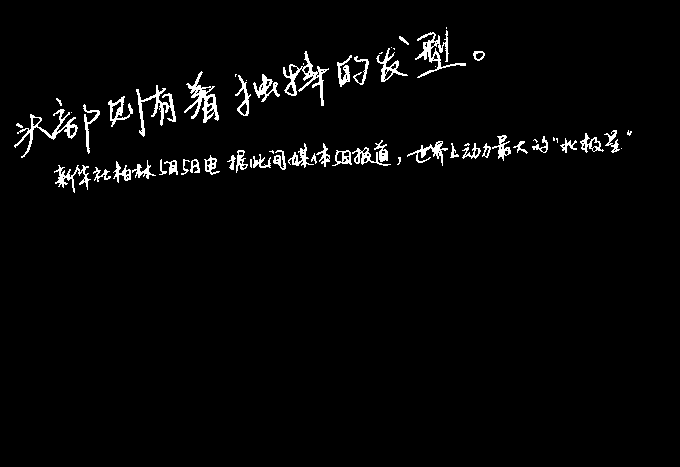 头部则有着独特的发型。
新华社柏林5月5日电 据此间媒体5日报道，世界上动力最大的“北极星”